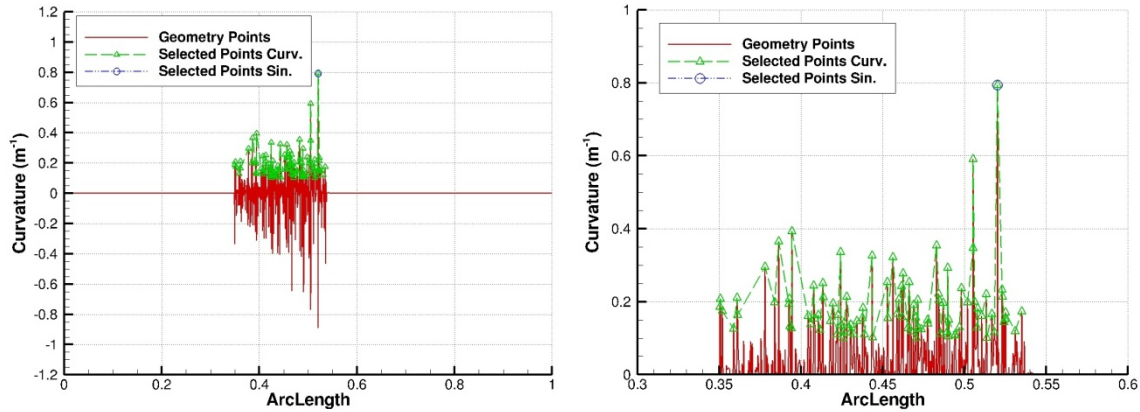 1.2
1
0.8
0.6
0.4
0.2
0
-0.2
-0.4
-0.6
-0.8
-1
-1.2
Curvature (m⁻¹)
Geometry Points
Selected Points Curv.
Selected Points Sin.
0 0.2 0.4 0.6 0.8 1
ArcLength
1
0.8
0.6
0.4
0.2
0
Curvature (m⁻¹)
Geometry Points
Selected Points Curv.
Selected Points Sin.
0.3 0.35 0.4 0.45 0.5 0.55 0.6
ArcLength